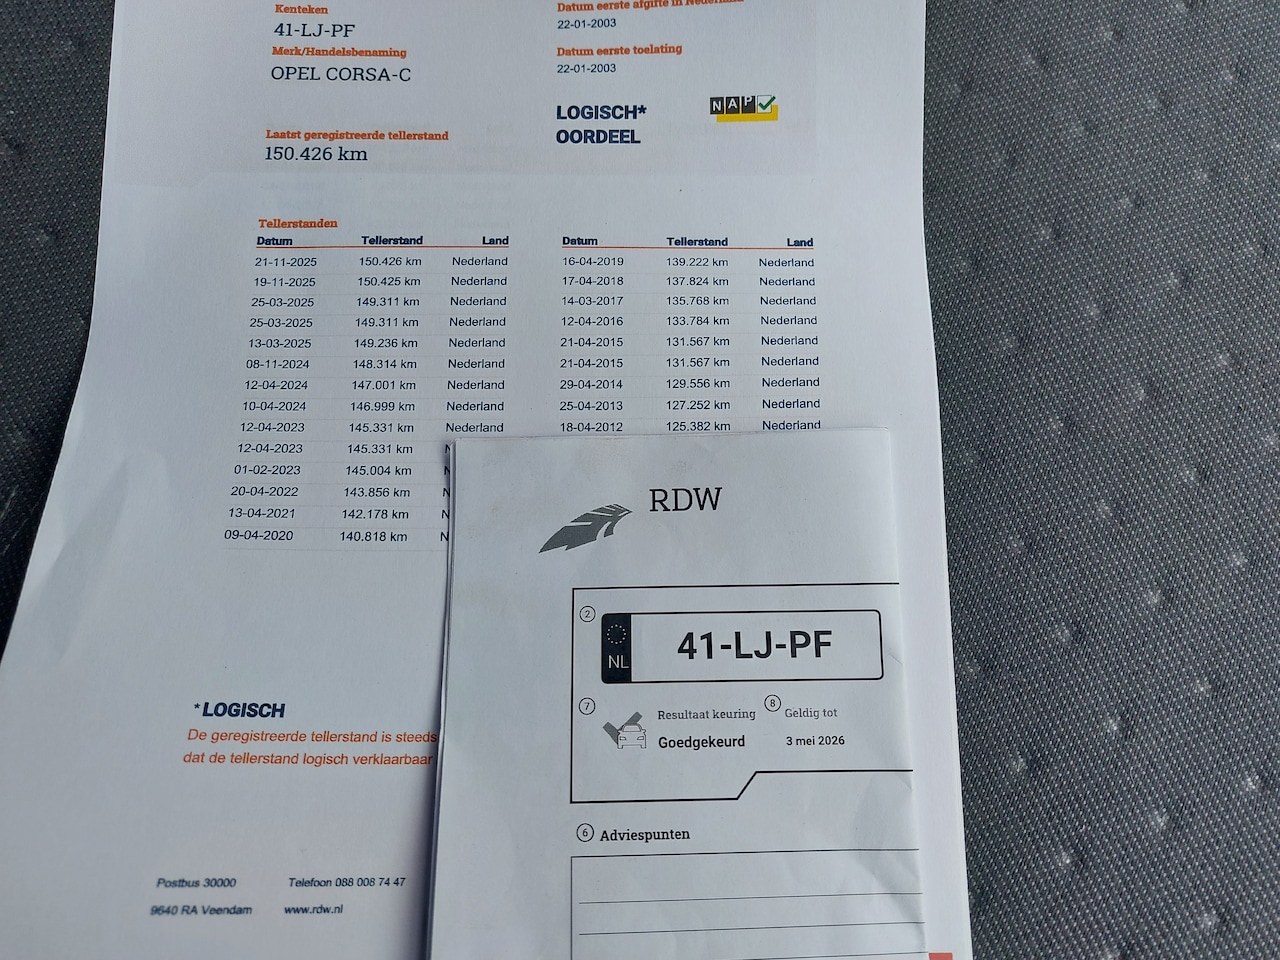 Kenteken
41-LJ-PF
Merk/Handelsbenaming
OPEL CORSA-C
Datum eerste afgifte in Nederland
22-01-2003
Datum eerste toelating
22-01-2003
LOGISCH*
OORDEEL
NAP
Laatst geregistreerde tellerstand
150.426 km
Tellerstanden
Datum Tellerstand Land
21-11-2025 150.426 km Nederland
19-11-2025 150.425 km Nederland
25-03-2025 149.311 km Nederland
25-03-2025 149.311 km Nederland
13-03-2025 149.236 km Nederland
08-11-2024 148.314 km Nederland
12-04-2024 147.001 km Nederland
10-04-2024 146.999 km Nederland
12-04-2023 145.331 km Nederland
12-04-2023 145.331 km N
01-02-2023 145.004 km
20-04-2022 143.856 km N
13-04-2021 142.178 km N
09-04-2020 140.818 km N
Datum Tellerstand Land
16-04-2019 139.222 km Nederland
17-04-2018 137.824 km Nederland
14-03-2017 135.768 km Nederland
12-04-2016 133.784 km Nederland
21-04-2015 131.567 km Nederland
21-04-2015 131.567 km Nederland
29-04-2014 129.556 km Nederland
25-04-2013 127.252 km Nederland
18-04-2012 125.382 km Nederland
*LOGISCH
De geregistreerde tellerstand is steeds
dat de tellerstand logisch verklaarbaar
Postbus 30000 Telefoon 088 008 74 47
9640 RA Veendam www.rdw.nl
RDW
2
NL 41-LJ-PF
7 Resultaat keuring 8 Geldig tot
Goedgekeurd 3 mei 2026
6 Adviespunten